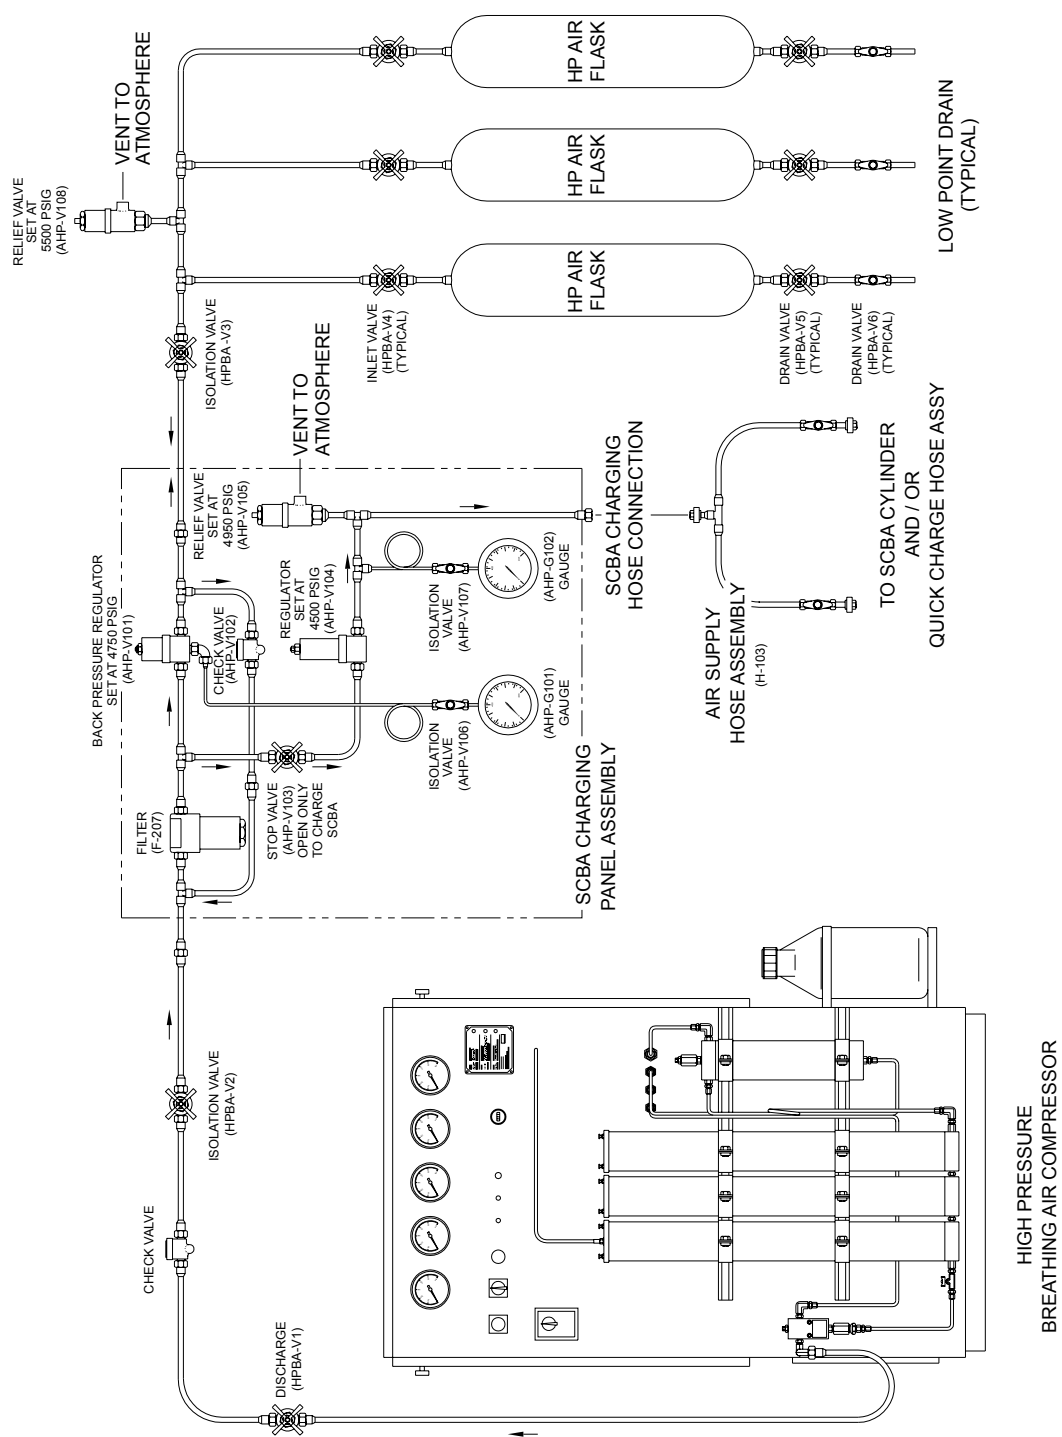 RELIEF VALVE
SET AT
5500 PSIG
(AHP-V108)
VENT TO
ATMOSPHERE
HP AIR
FLASK
HP AIR
FLASK
HP AIR
FLASK
ISOLATION VALVE
(HPBA -V3)
INLET VALVE
(HPBA-V4)
(TYPICAL)
DRAIN VALVE
(HPBA-V5)
(TYPICAL)
DRAIN VALVE
(HPBA-V6)
(TYPICAL)
LOW POINT DRAIN
(TYPICAL)
BACK PRESSURE REGULATOR
SET AT 4750 PSIG
(AHP-V101)
RELIEF VALVE
SET AT
4950 PSIG
(AHP-V105)
VENT TO
ATMOSPHERE
CHECK VALVE
(AHP-V102)
REGULATOR
SET AT
4500 PSIG
(AHP-V104)
ISOLATION
VALVE
(AHP-V107)
(AHP-G102)
GAUGE
SCBA CHARGING
HOSE CONNECTION
FILTER
(F-207)
STOP VALVE
(AHP-V103)
OPEN ONLY
TO CHARGE
SCBA
ISOLATION
VALVE
(AHP-V106)
(AHP-G101)
GAUGE
SCBA CHARGING
PANEL ASSEMBLY
AIR SUPPLY
HOSE ASSEMBLY
(H-103)
TO SCBA CYLINDER
AND / OR
QUICK CHARGE HOSE ASSY
ISOLATION VALVE
(HPBA-V2)
CHECK VALVE
DISCHARGE
(HPBA-V1)
HIGH PRESSURE
BREATHING AIR COMPRESSOR